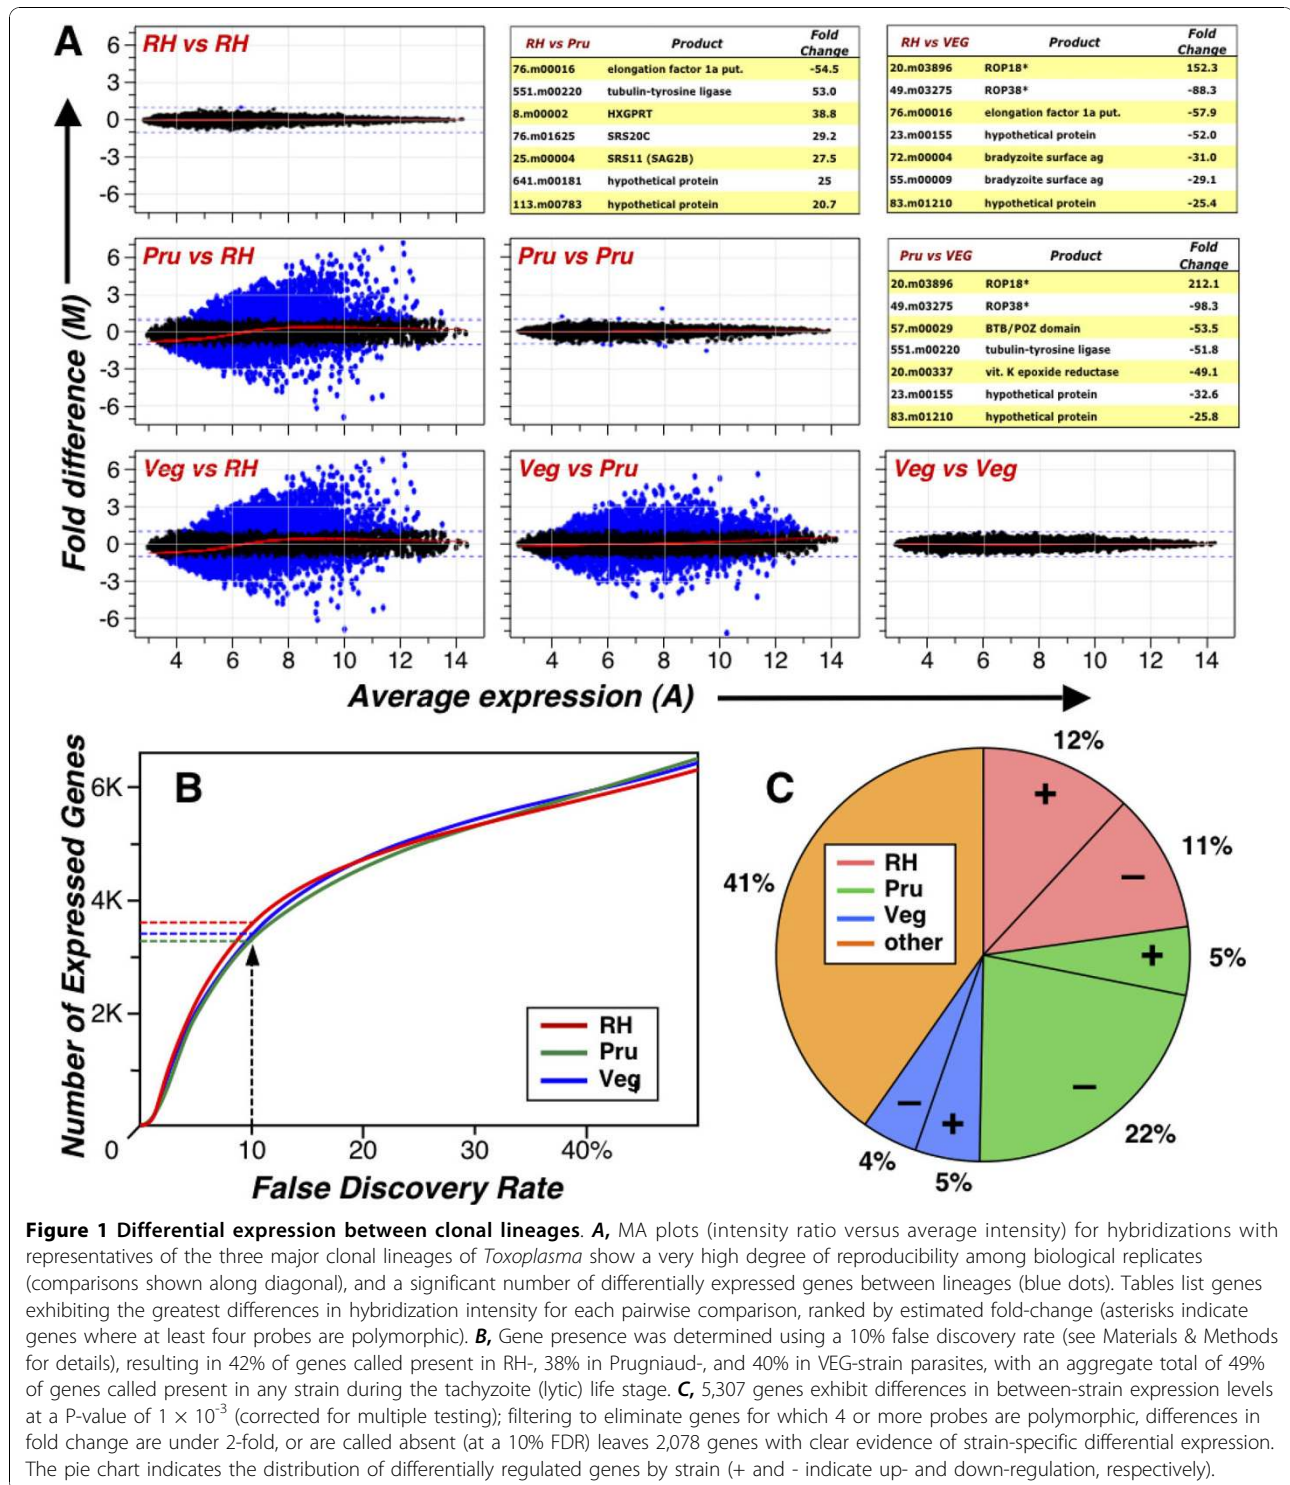 A
RH vs RH
6
3
0
-3
-6
RH vs Pru Product Fold Change
76.m00016 elongation factor 1a put. -54.5
551.m00220 tubulin-tyrosine ligase 53.0
8.m00002 HXGPRT 38.8
76.m01625 SRS20C 29.2
25.m00004 SRS11 (SAG2B) 27.5
641.m00181 hypothetical protein 25
113.m00783 hypothetical protein 20.7
RH vs VEG Product Fold Change
20.m03896 ROP18* 152.3
49.m03275 ROP38* -88.3
76.m00016 elongation factor 1a put. -57.9
23.m00155 hypothetical protein -52.0
72.m00004 bradyzoite surface ag -31.0
55.m00009 bradyzoite surface ag -29.1
83.m01210 hypothetical protein -25.4
Fold difference (M)
Pru vs RH
6
3
0
-3
-6
Pru vs Pru
Pru vs VEG Product Fold Change
20.m03896 ROP18* 212.1
49.m03275 ROP38* -98.3
57.m00029 BTB/POZ domain -53.5
551.m00220 tubulin-tyrosine ligase -51.8
20.m00337 vit. K epoxide reductase -49.1
23.m00155 hypothetical protein -32.6
83.m01210 hypothetical protein -25.8
Veg vs RH
6
3
0
-3
-6
Veg vs Pru
Veg vs Veg
4 6 8 10 12 14
4 6 8 10 12 14
4 6 8 10 12 14
Average expression (A)
B
Number of Expressed Genes
6K
4K
2K
0
10 20 30 40%
RH
Pru
Veg
False Discovery Rate
C
12%
+
11%
−
5%
+
22%
−
5%
+
4%
−
41%
RH
Pru
Veg
other
Figure 1 Differential expression between clonal lineages. A, MA plots (intensity ratio versus average intensity) for hybridizations with
representatives of the three major clonal lineages of Toxoplasma show a very high degree of reproducibility among biological replicates
(comparisons shown along diagonal), and a significant number of differentially expressed genes between lineages (blue dots). Tables list genes
exhibiting the greatest differences in hybridization intensity for each pairwise comparison, ranked by estimated fold-change (asterisks indicate
genes where at least four probes are polymorphic). B, Gene presence was determined using a 10% false discovery rate (see Materials & Methods
for details), resulting in 42% of genes called present in RH-, 38% in Prugniaud-, and 40% in VEG-strain parasites, with an aggregate total of 49%
of genes called present in any strain during the tachyzoite (lytic) life stage. C, 5,307 genes exhibit differences in between-strain expression levels
at a P-value of 1 × 10-3 (corrected for multiple testing); filtering to eliminate genes for which 4 or more probes are polymorphic, differences in
fold change are under 2-fold, or are called absent (at a 10% FDR) leaves 2,078 genes with clear evidence of strain-specific differential expression.
The pie chart indicates the distribution of differentially regulated genes by strain (+ and - indicate up- and down-regulation, respectively).